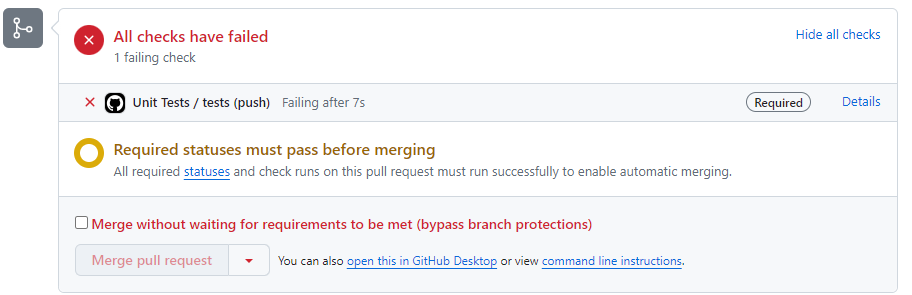 All checks have failed
Hide all checks
1 failing check
Unit Tests / tests (push) Failing after 7s
Required
Details
Required statuses must pass before merging
All required statuses and check runs on this pull request must run successfully to enable automatic merging.
Merge without waiting for requirements to be met (bypass branch protections)
Merge pull request
You can also open this in GitHub Desktop or view command line instructions.